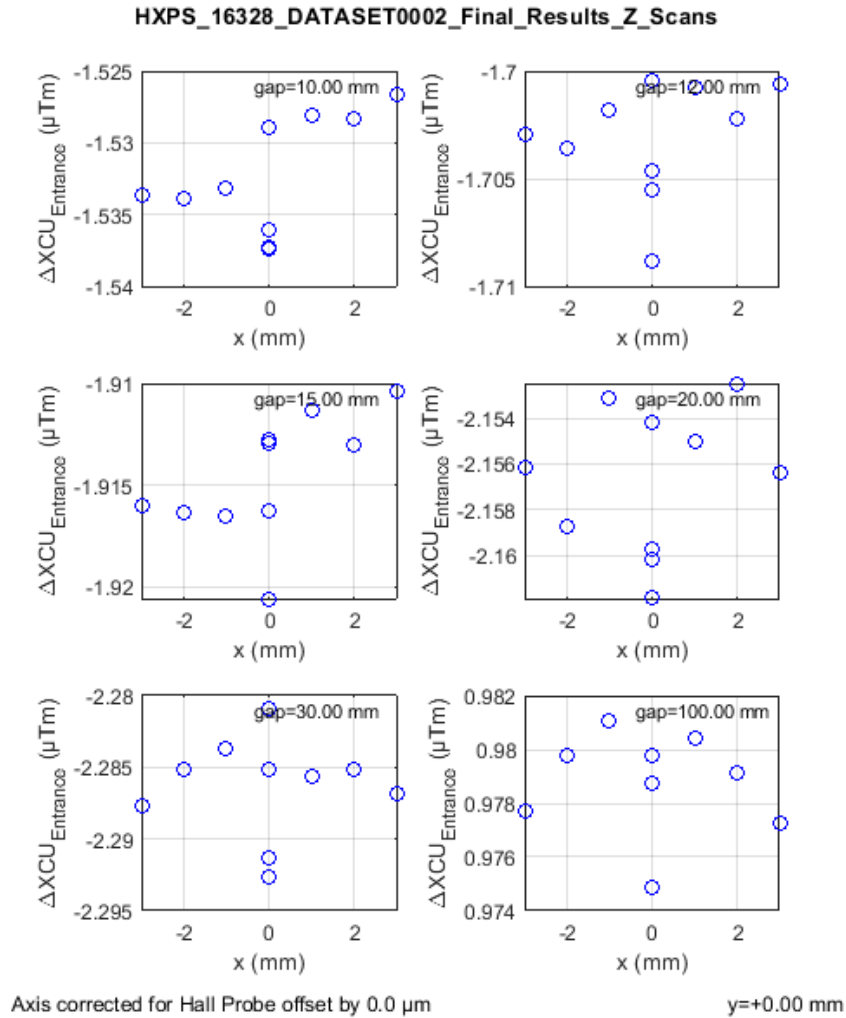 HXPS_16328_DATASET0002_Final_Results_Z_Scans
gap=10.00 mm
-1.525
-1.53
-1.535
-1.54
ΔXCU_Entrance (µTm)
-2 0 2
x (mm)
gap=12.00 mm
-1.7
-1.705
-1.71
ΔXCU_Entrance (µTm)
-2 0 2
x (mm)
gap=15.00 mm
-1.91
-1.915
-1.92
ΔXCU_Entrance (µTm)
-2 0 2
x (mm)
gap=20.00 mm
-2.154
-2.156
-2.158
-2.16
ΔXCU_Entrance (µTm)
-2 0 2
x (mm)
gap=30.00 mm
-2.28
-2.285
-2.29
-2.295
ΔXCU_Entrance (µTm)
-2 0 2
x (mm)
gap=100.00 mm
0.982
0.98
0.978
0.976
0.974
ΔXCU_Entrance (µTm)
-2 0 2
x (mm)
Axis corrected for Hall Probe offset by 0.0 µm
y=+0.00 mm